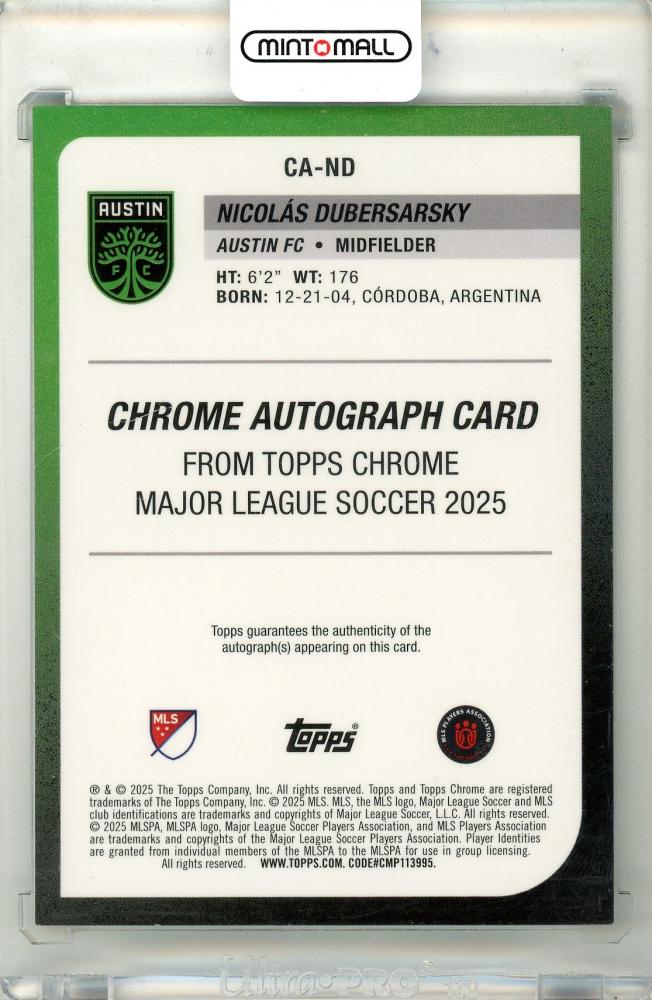 MINT MALL
CA-ND
AUSTIN
FC
NICOLÁS DUBERSARSKY
AUSTIN FC • MIDFIELDER
HT: 6'2" WT: 176
BORN: 12-21-04, CÓRDOBA, ARGENTINA
CHROME AUTOGRAPH CARD
FROM TOPPS CHROME
MAJOR LEAGUE SOCCER 2025
Topps guarantees the authenticity of the
autograph(s) appearing on this card.
MLS
Topps®
MLS PLAYERS ASSOCIATION
® & © 2025 The Topps Company, Inc. All rights reserved. Topps and Topps Chrome are registered
trademarks of The Topps Company, Inc. © 2025 MLS. MLS, the MLS logo, Major League Soccer and MLS
club identifications are trademarks and copyrights of Major League Soccer, L.L.C. All rights reserved.
© 2025 MLSPA, MLSPA logo, Major League Soccer Players Association, and MLS Players Association
are trademarks and copyrights of the Major League Soccer Players Association. Player Identities
are granted from individual members of the MLSPA to the MLSPA for use in group licensing.
All rights reserved. WWW.TOPPS.COM. CODE#CMP113995.
Ultra PRO®